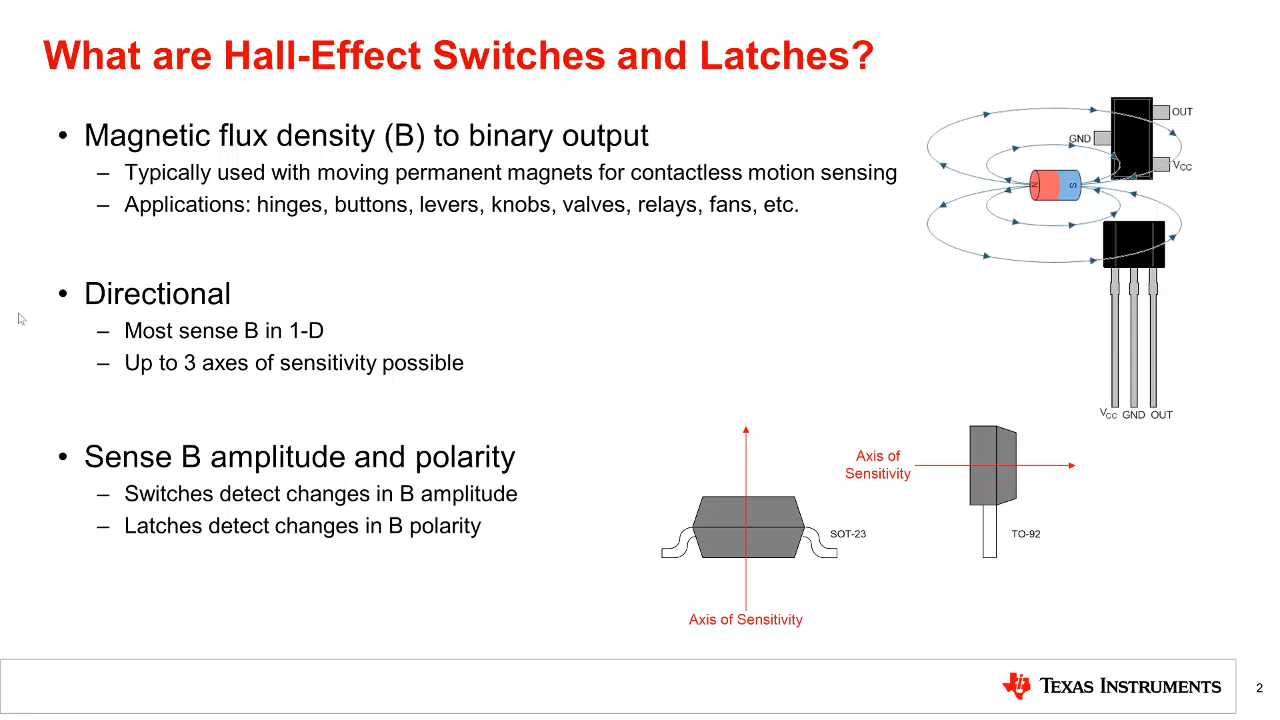 What are Hall-Effect Switches and Latches?
• Magnetic flux density (B) to binary output
– Typically used with moving permanent magnets for contactless motion sensing
– Applications: hinges, buttons, levers, knobs, valves, relays, fans, etc.
• Directional
– Most sense B in 1-D
– Up to 3 axes of sensitivity possible
• Sense B amplitude and polarity
– Switches detect changes in B amplitude
– Latches detect changes in B polarity
OUT
GND
VCC
N S
VCC GND OUT
Axis of
Sensitivity
SOT-23
TO-92
Axis of Sensitivity
TEXAS INSTRUMENTS
2